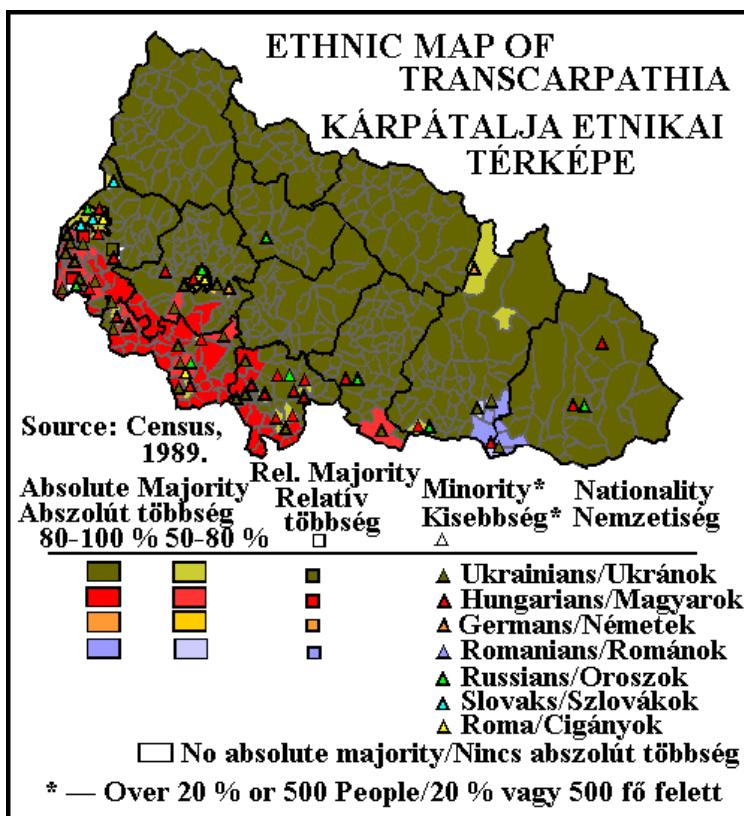 ETHNIC MAP OF
TRANSCARPATHIA
KÁRPÁTALJA ETNIKAI
TÉRKÉPE
Source: Census,
1989.
Absolute Majority
Abszolút többség
80-100 % 50-80 %
Rel. Majority
Relatív
többség
Minority*
Kisebbség*
Nationality
Nemzetiség
Ukrainians/Ukránok
Hungarians/Magyarok
Germans/Németek
Romanians/Románok
Russians/Oroszok
Slovaks/Szlovákok
Roma/Cigányok
No absolute majority/Nincs abszolút többség
* — Over 20 % or 500 People/20 % vagy 500 fő felett